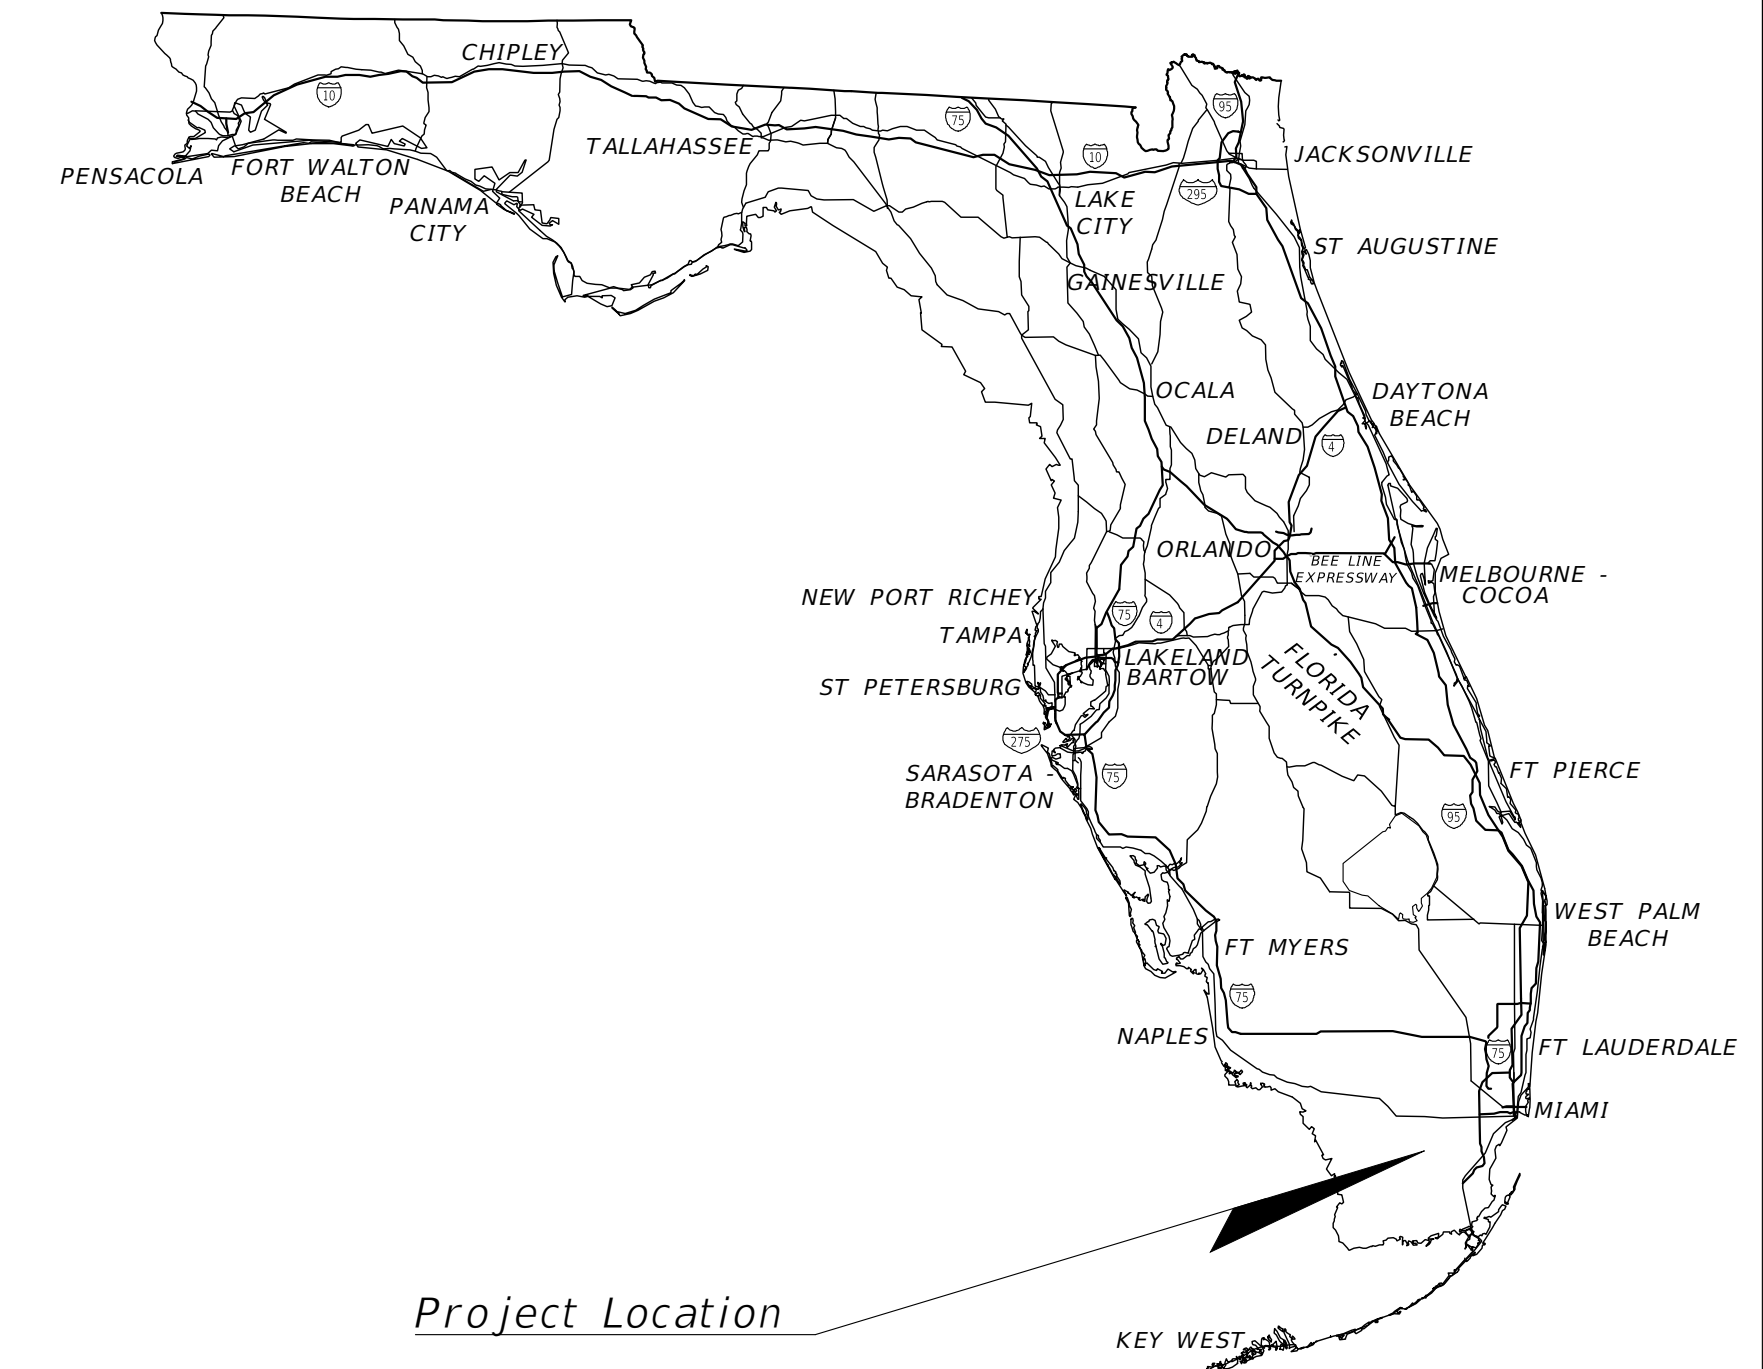 CHIPLEY
10
75
95
TALLAHASSEE
10
JACKSONVILLE
PENSACOLA
FORT WALTON
BEACH
PANAMA
CITY
295
LAKE
CITY
ST AUGUSTINE
GAINESVILLE
OCALA
DAYTONA
BEACH
DELAND
4
ORLANDO
BEE LINE
EXPRESSWAY
MELBOURNE -
COCOA
NEW PORT RICHEY
75
4
TAMPA
LAKELAND
BARTOW
FLORIDA
TURNPIKE
ST PETERSBURG
275
SARASOTA -
BRADENTON
75
FT PIERCE
95
WEST PALM
BEACH
FT MYERS
75
NAPLES
75
FT LAUDERDALE
MIAMI
Project Location
KEY WEST